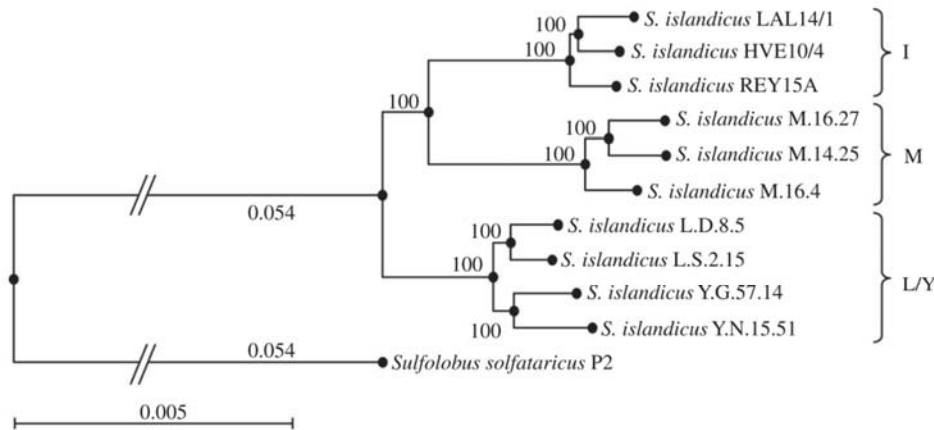 100
S. islandicus LAL14/1
100
S. islandicus HVE10/4
I
S. islandicus REY15A
100
100
S. islandicus M.16.27
100
S. islandicus M.14.25
M
S. islandicus M.16.4
0.054
100
S. islandicus L.D.8.5
100
S. islandicus L.S.2.15
L/Y
S. islandicus Y.G.57.14
100
S. islandicus Y.N.15.51
0.054
Sulfolobus solfataricus P2
0.005